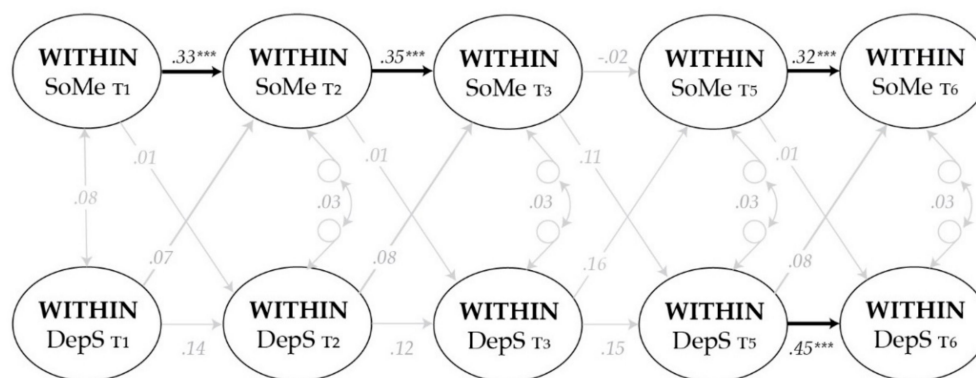 WITHIN
SoMe T1
.33***
WITHIN
SoMe T2
.35***
WITHIN
SoMe T3
-.02
WITHIN
SoMe T5
.32***
WITHIN
SoMe T6
.08
.01
.07
.03
.01
.08
.03
.11
.16
.03
.01
.08
.03
WITHIN
DepS T1
.14
WITHIN
DepS T2
.12
WITHIN
DepS T3
.15
WITHIN
DepS T5
.45***
WITHIN
DepS T6